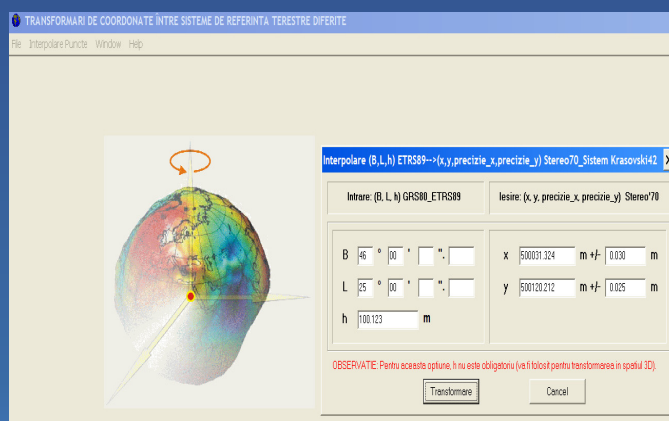 TRANSFORMARI DE COORDONATE ÎNTRE SISTEME DE REFERINTA TERESTRE DIFERITE
File Interpolare Puncte Window Help
Interpolare (B,L,h) ETRS89-->(x,y,precizie_x,precizie_y) Stereo70_Sistem Krasovski42 X
Intrare: (B, L, h) GRS80_ETRS89
Iesire: (x, y, precizie_x, precizie_y) Stereo'70
B 46 ° 00 ' ".
L 25 ° 00 ' ".
h 100.123 m
x 500031.324 m +/- 0.030 m
y 500120.212 m +/- 0.025 m
OBSERVATIE: Pentru aceasta optiune, h nu este obligatoriu (va fi folosit pentru transformarea in spatiul 3D).
Transformare Cancel